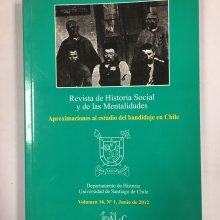 Revista de Historia Social
y de las Mentalidades
Aproximaciones al estudio del bandidaje en Chile
Departamento de Historia
Universidad de Santiago de Chile
Volumen 16, Nº 1, Junio de 2012